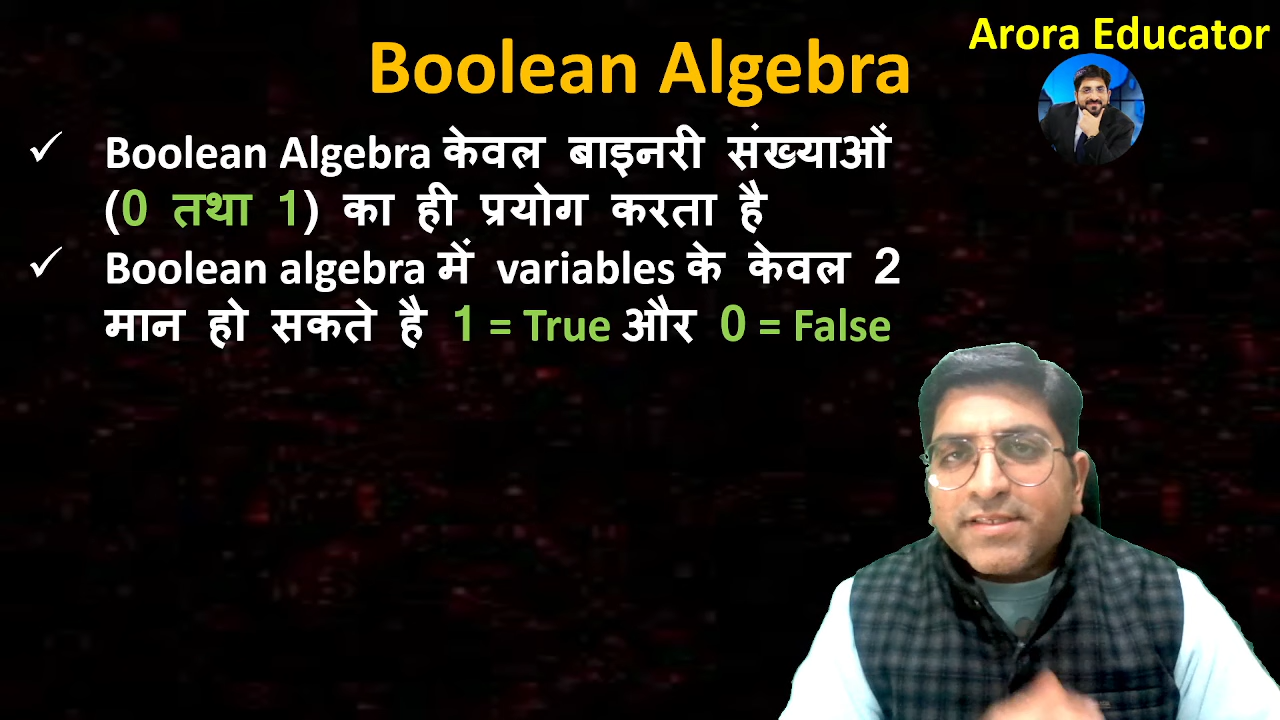 Arora Educator
Boolean Algebra
✓ Boolean Algebra केवल बाइनरी संख्याओं
(0 तथा 1) का ही प्रयोग करता है
✓ Boolean algebra में variables के केवल 2
मान हो सकते है 1 = True और 0 = False